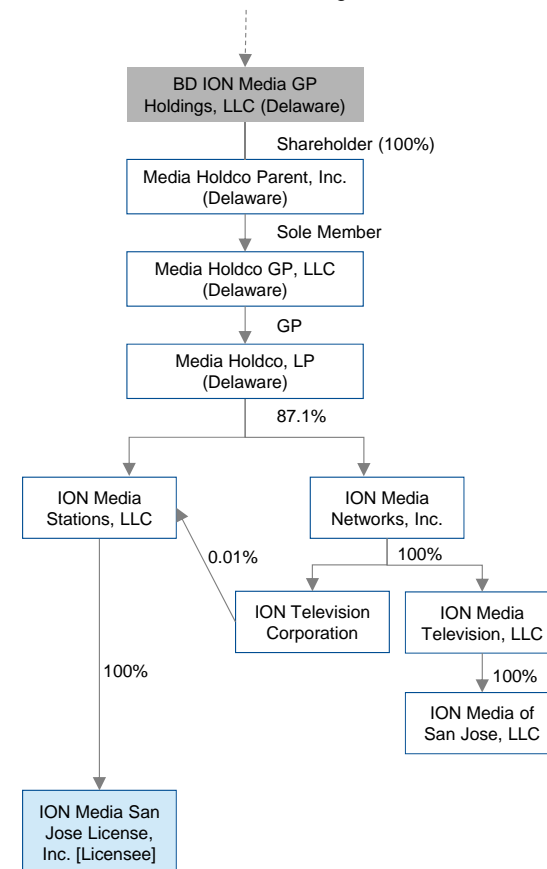 BD ION Media GP
Holdings, LLC (Delaware)
Shareholder (100%)
Media Holdco Parent, Inc.
(Delaware)
Sole Member
Media Holdco GP, LLC
(Delaware)
GP
Media Holdco, LP
(Delaware)
87.1%
ION Media
Stations, LLC
ION Media
Networks, Inc.
0.01%
100%
ION Television
Corporation
ION Media
Television, LLC
100%
100%
ION Media of
San Jose, LLC
ION Media San
Jose License,
Inc. [Licensee]